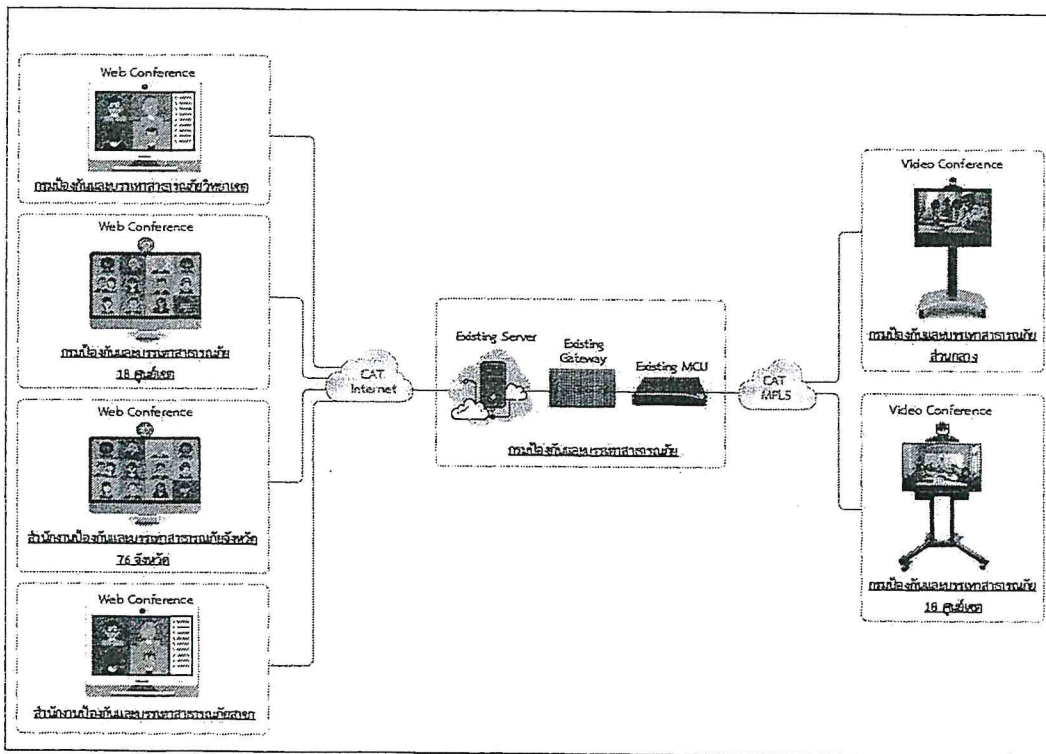 Web Conference
กรมป้องกันและบรรเทาสาธารณภัยวิทยาเขต
Web Conference
กรมป้องกันและบรรเทาสาธารณภัย
18 ศูนย์เขต
Web Conference
สำนักงานป้องกันและบรรเทาสาธารณภัยจังหวัด
76 จังหวัด
Web Conference
สำนักงานป้องกันและบรรเทาสาธารณภัยสาขา
CAT
Internet
Existing Server
Existing
Gateway
Existing MCU
กรมป้องกันและบรรเทาสาธารณภัย
CAT
MPLS
Video Conference
กรมป้องกันและบรรเทาสาธารณภัย
ส่วนกลาง
Video Conference
กรมป้องกันและบรรเทาสาธารณภัย
18 ศูนย์เขต